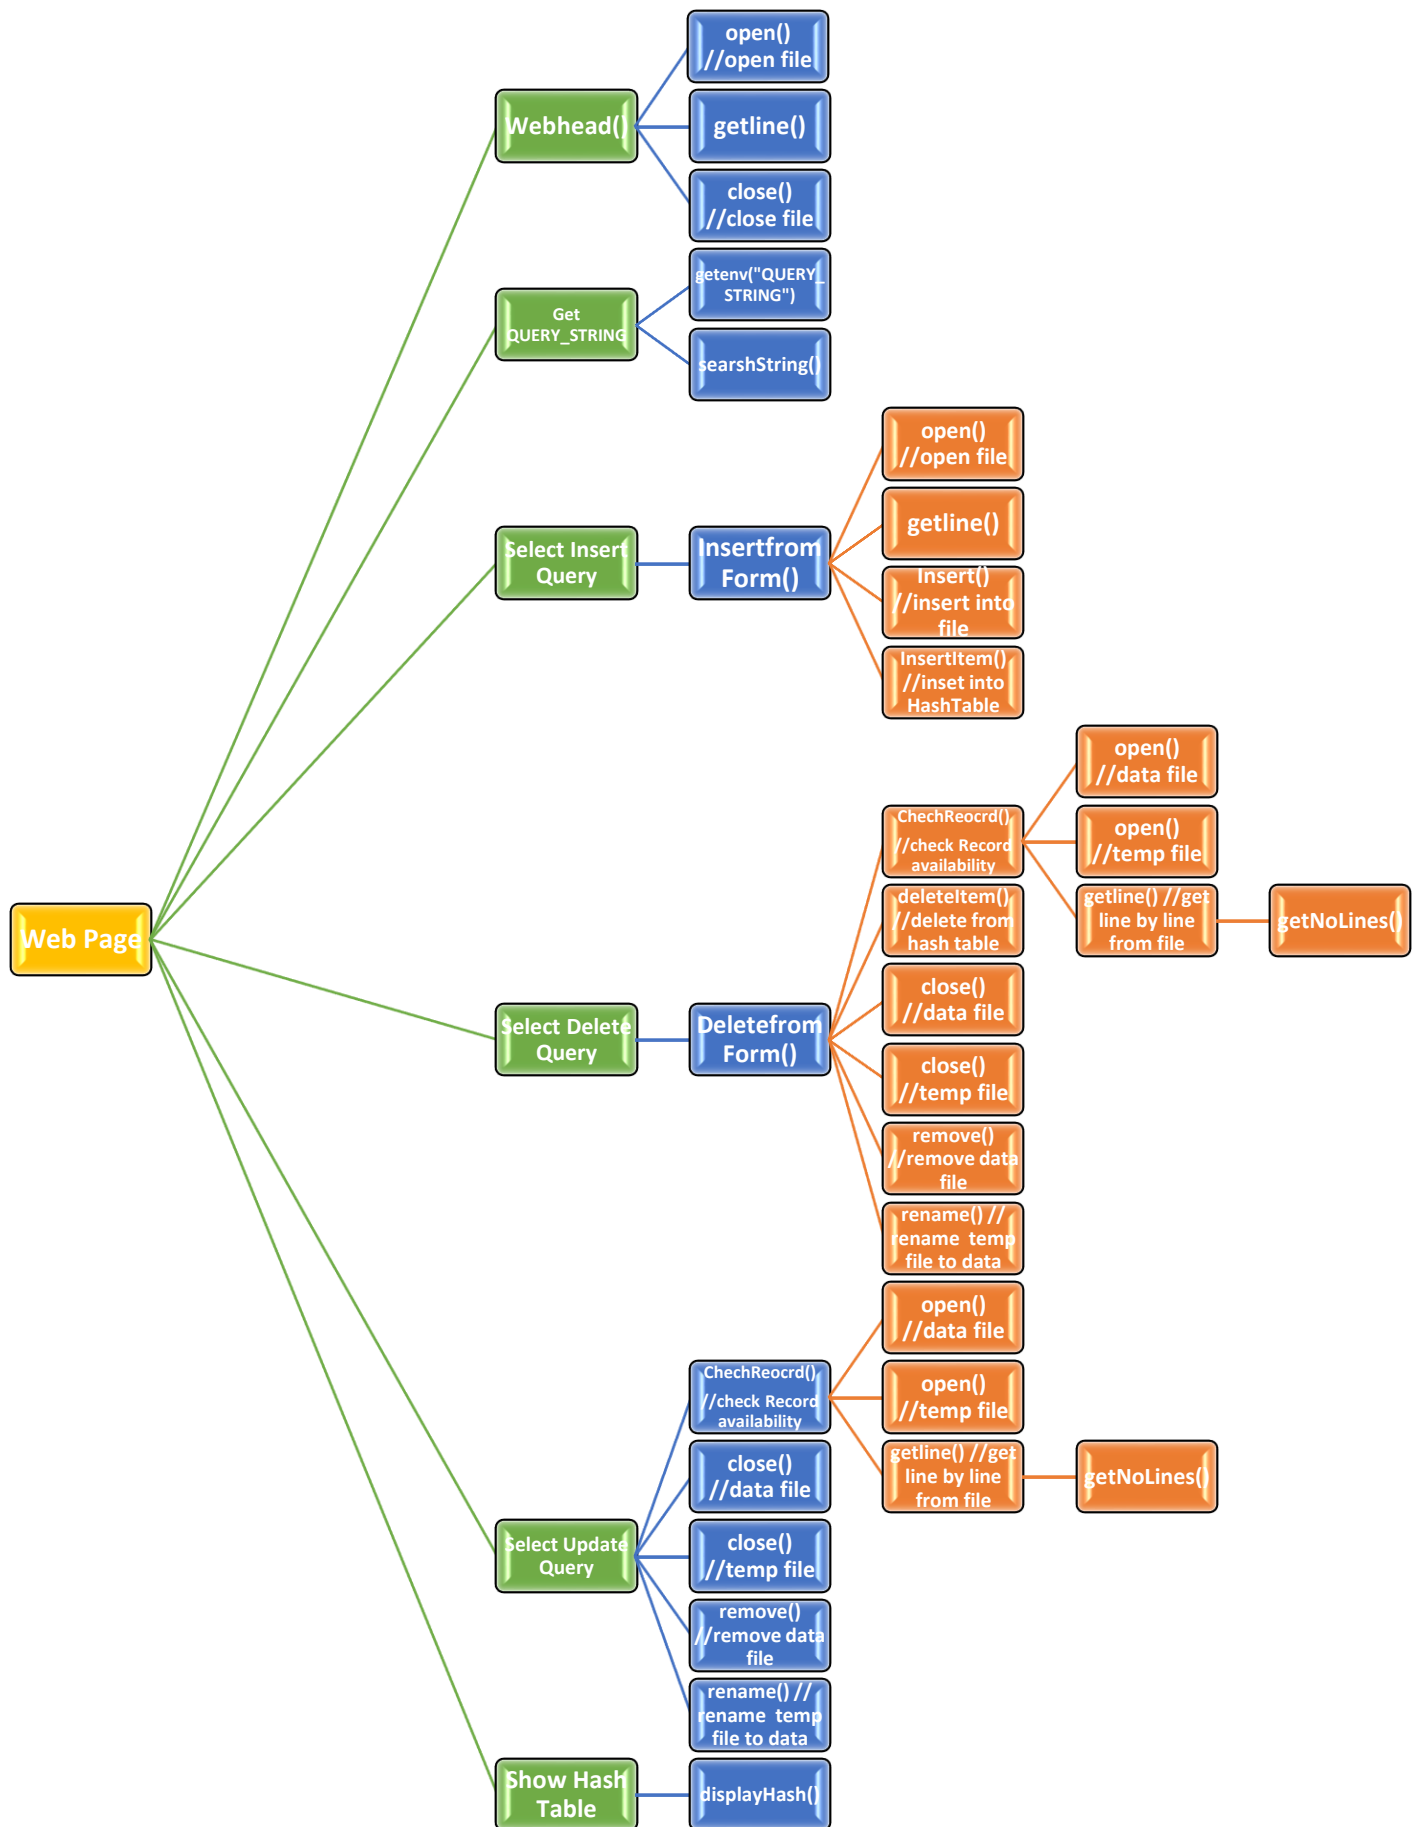 open()
//open file
Webhead()
getline()
close()
//close file
getenv("QUERY_
STRING")
Get
QUERY_STRING
searshString()
open()
//open file
getline()
Select Insert
Query
Insertfrom
Form()
Insert()
//insert into
file
InsertItem()
//inset into
HashTable
open()
//data file
ChechReocrd()
//check Record
availability
open()
//temp file
getline() //get
line by line
from file
getNoLines()
deleteItem()
//delete from
hash table
Web Page
close()
//data file
Select Delete
Query
Deletefrom
Form()
close()
//temp file
remove()
//remove data
file
rename() //
rename  temp
file to data
open()
//data file
ChechReocrd()
//check Record
availability
open()
//temp file
getline() //get
line by line
from file
getNoLines()
close()
//data file
Select Update
Query
close()
//temp file
remove()
//remove data
file
rename() //
rename  temp
file to data
Show Hash
Table
displayHash()